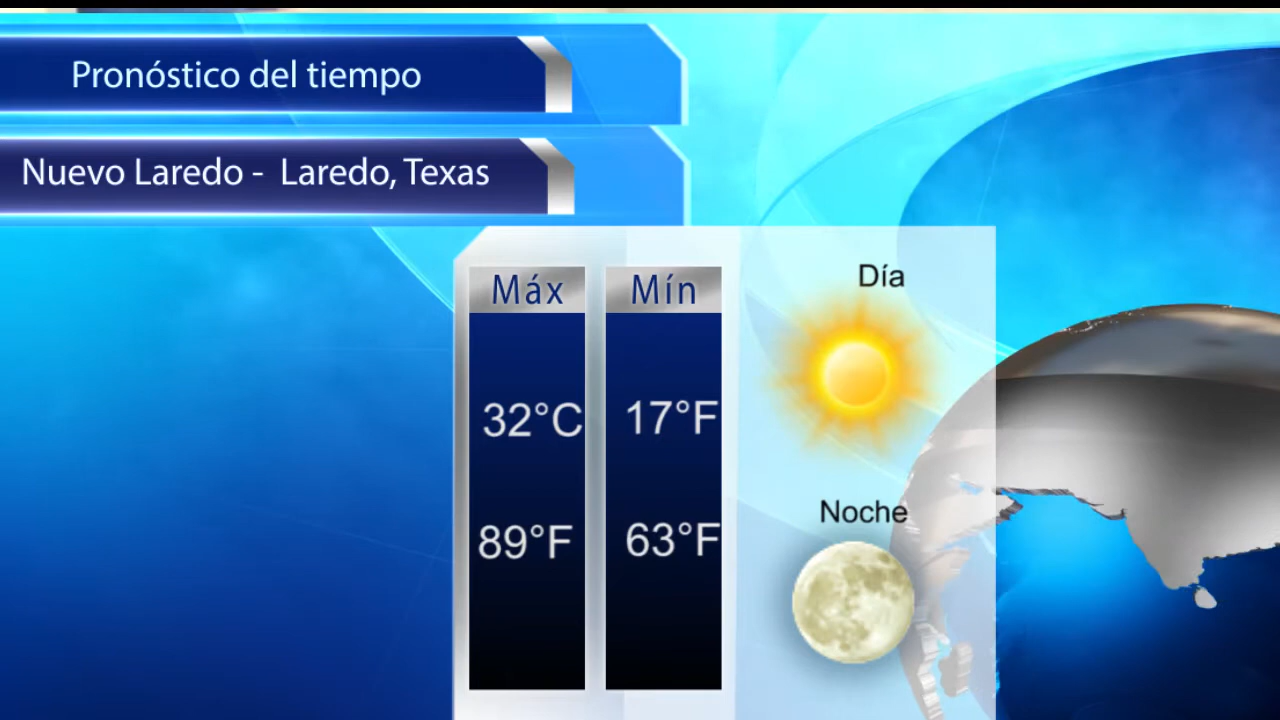 Pronóstico del tiempo
Nuevo Laredo - Laredo, Texas
Máx Mín
Día
32°C 17°F
Noche
89°F 63°F